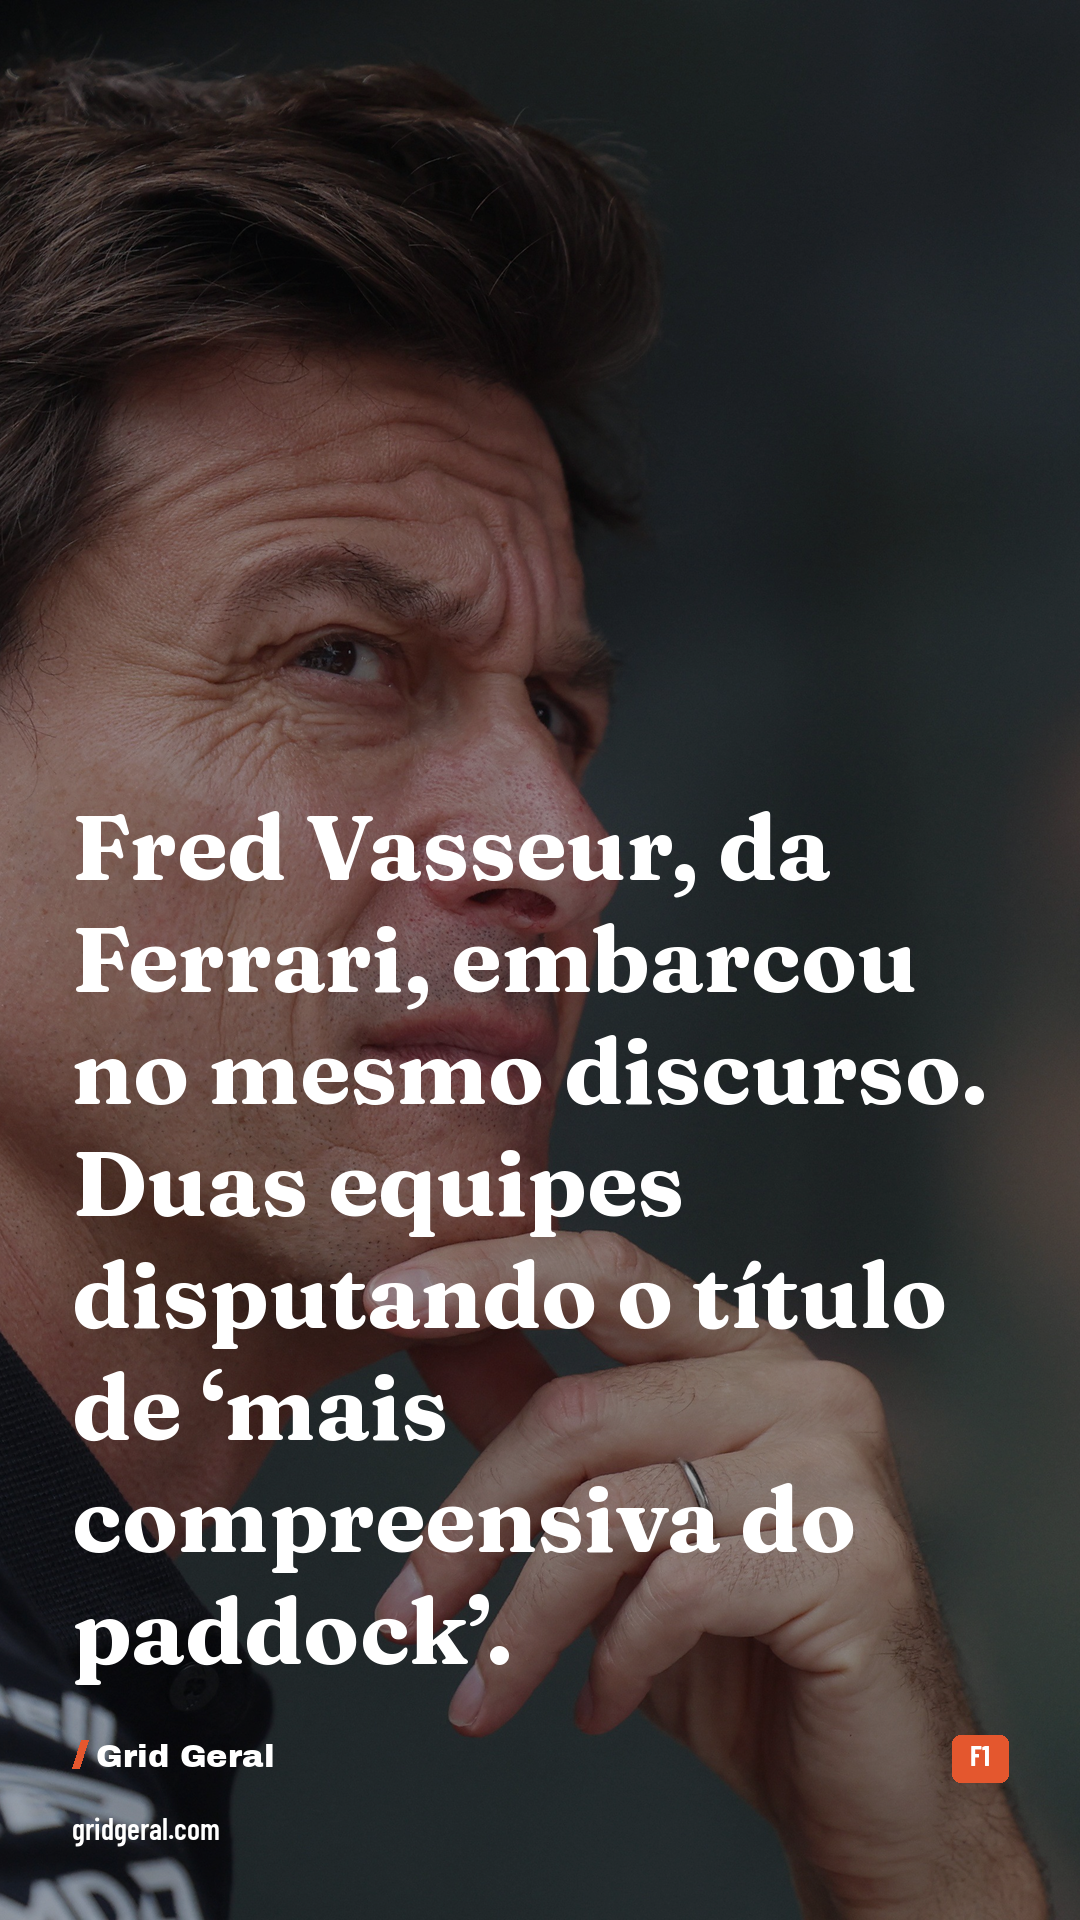 Fred Vasseur, da
Ferrari, embarcou
no mesmo discurso.
Duas equipes
disputando o título
de ‘mais
compreensiva do
paddock’.
Grid Geral
F1
gridgeral.com